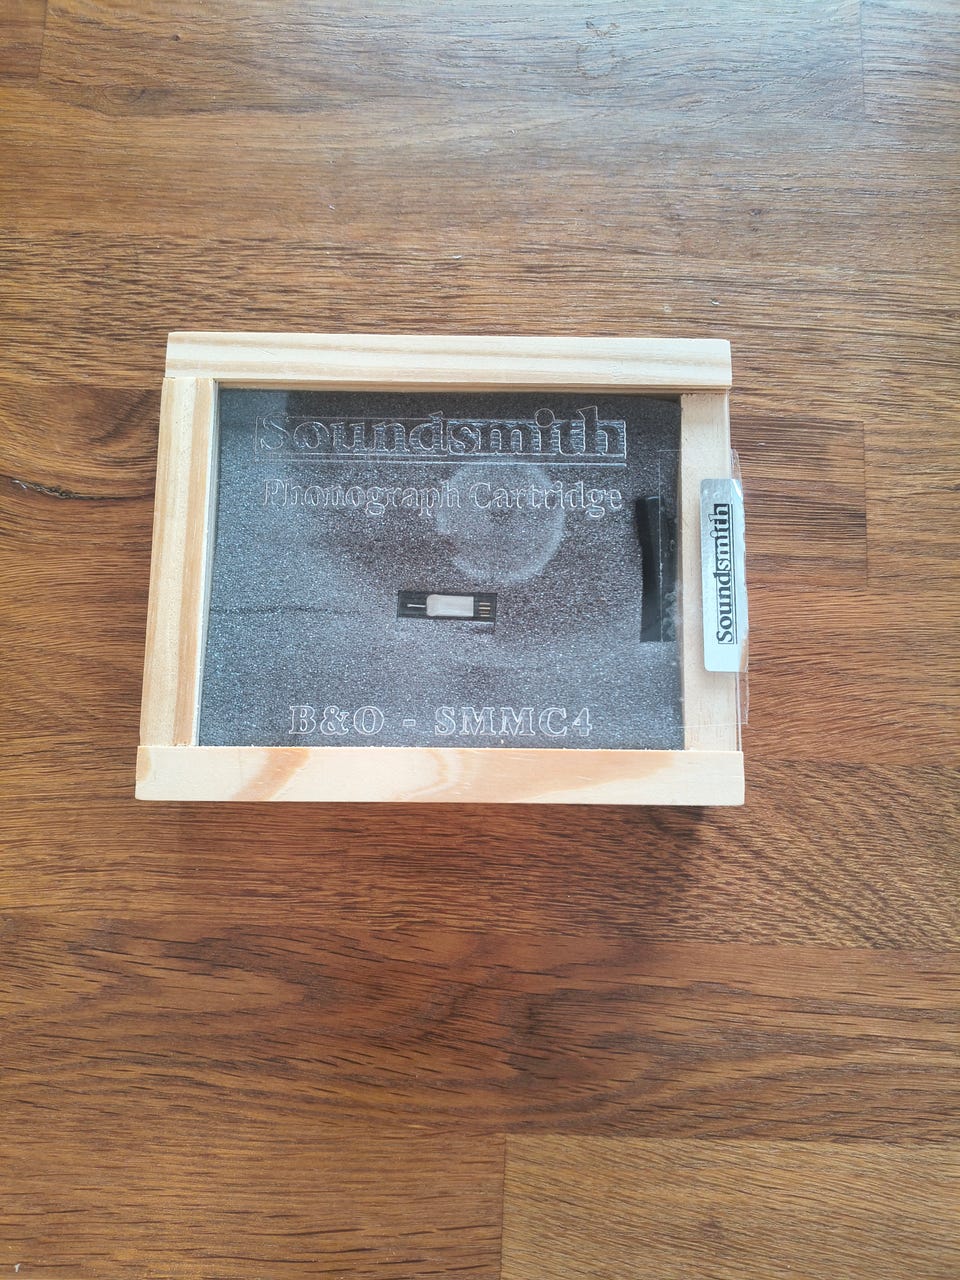 Soundsmith
Phonograph Cartridge
B&O - SMMC4
Soundsmith